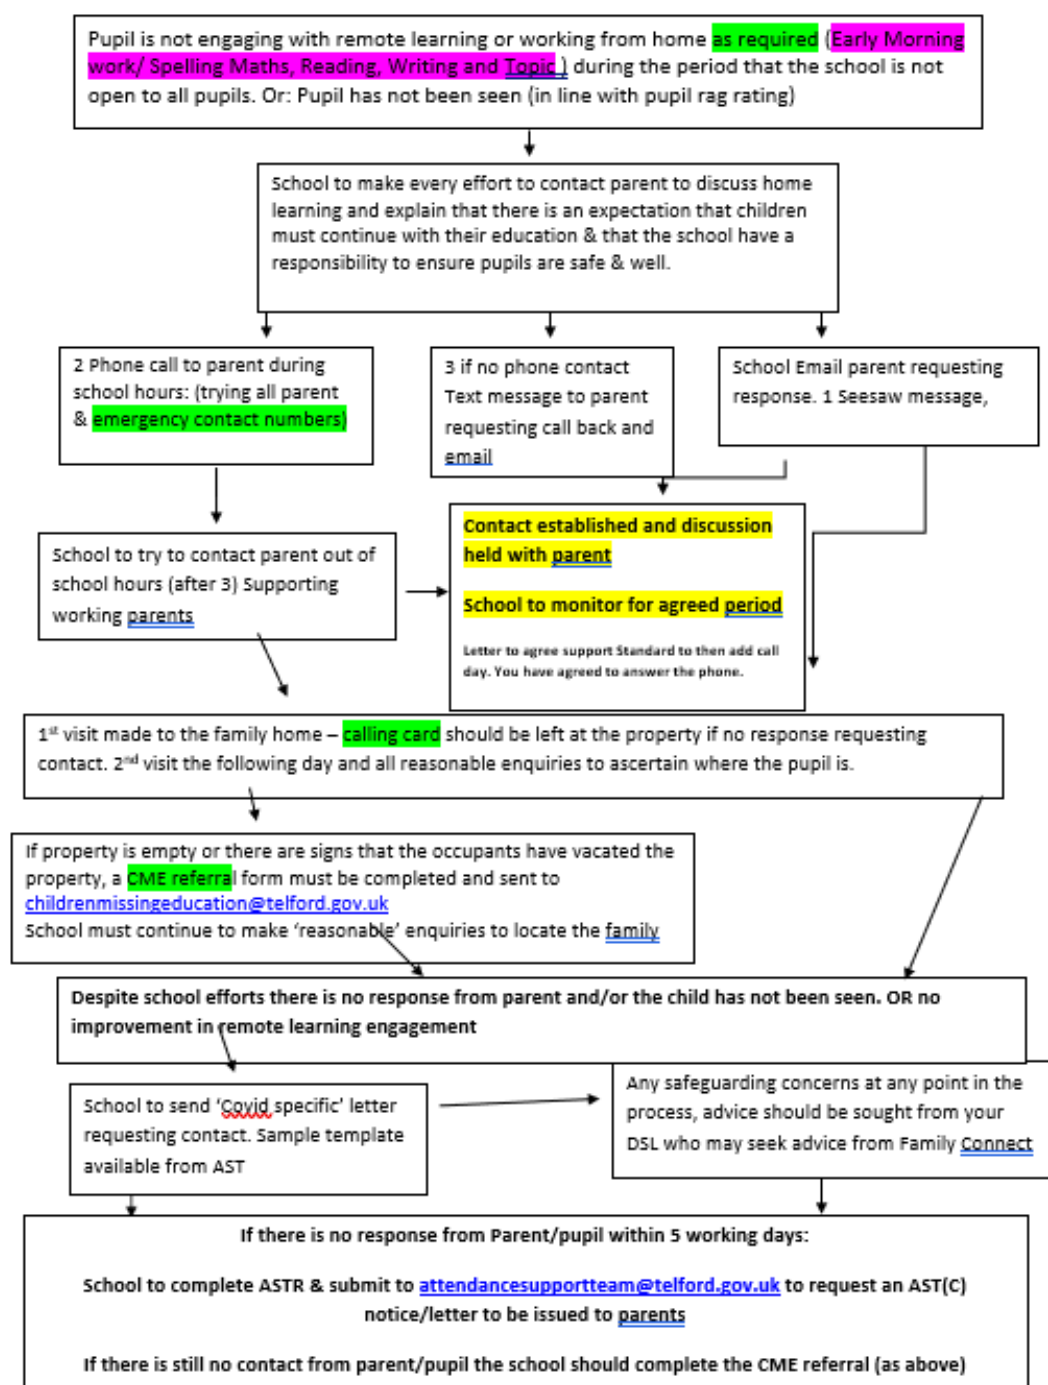 Pupil is not engaging with remote learning or working from home as required (Early Morning
work/ Spelling Maths, Reading, Writing and Topic ) during the period that the school is not
open to all pupils. Or: Pupil has not been seen (in line with pupil rag rating)
School to make every effort to contact parent to discuss home
learning and explain that there is an expectation that children
must continue with their education & that the school have a
responsibility to ensure pupils are safe & well.
2 Phone call to parent during
school hours: (trying all parent
& emergency contact numbers)
3 if no phone contact
Text message to parent
requesting call back and
email
School Email parent requesting
response. 1 Seesaw message,
School to try to contact parent out of
school hours (after 3) Supporting
working parents
Contact established and discussion
held with parent
School to monitor for agreed period
Letter to agree support Standard to then add call
day. You have agreed to answer the phone.
1st visit made to the family home – calling card should be left at the property if no response requesting
contact. 2nd visit the following day and all reasonable enquiries to ascertain where the pupil is.
If property is empty or there are signs that the occupants have vacated the
property, a CME referral form must be completed and sent to
childrenmissingeducation@telford.gov.uk
School must continue to make ‘reasonable’ enquiries to locate the family
Despite school efforts there is no response from parent and/or the child has not been seen. OR no
improvement in remote learning engagement
School to send ‘Covid specific’ letter
requesting contact. Sample template
available from AST
Any safeguarding concerns at any point in the
process, advice should be sought from your
DSL who may seek advice from Family Connect
If there is no response from Parent/pupil within 5 working days:
School to complete ASTR & submit to attendancesupportteam@telford.gov.uk to request an AST(C)
notice/letter to be issued to parents
If there is still no contact from parent/pupil the school should complete the CME referral (as above)